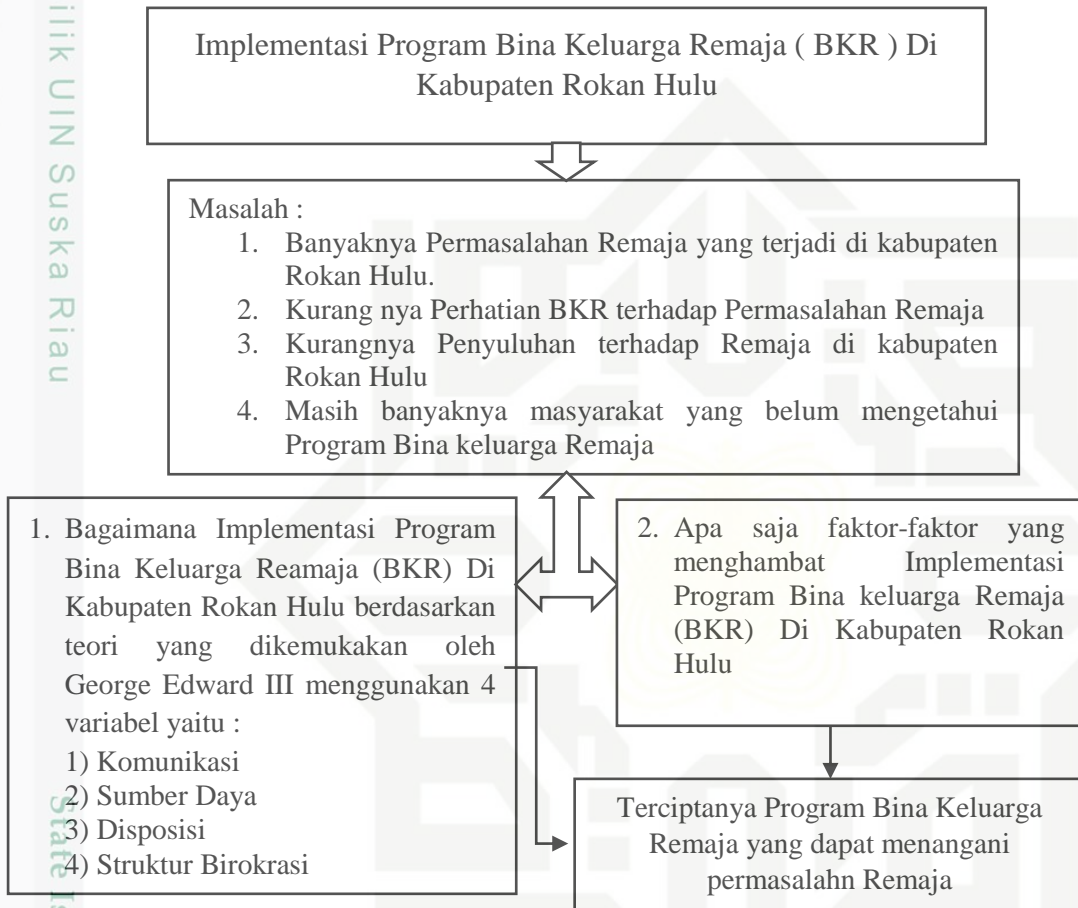 Implementasi Program Bina Keluarga Remaja ( BKR ) Di
Kabupaten Rokan Hulu
Masalah :
1. Banyaknya Permasalahan Remaja yang terjadi di kabupaten
Rokan Hulu.
2. Kurang nya Perhatian BKR terhadap Permasalahan Remaja
3. Kurangnya Penyuluhan terhadap Remaja di kabupaten
Rokan Hulu
4. Masih banyaknya masyarakat yang belum mengetahui
Program Bina keluarga Remaja
1. Bagaimana Implementasi Program
Bina Keluarga Reamaja (BKR) Di
Kabupaten Rokan Hulu berdasarkan
teori yang dikemukakan oleh
George Edward III menggunakan 4
variabel yaitu :
1) Komunikasi
2) Sumber Daya
3) Disposisi
4) Struktur Birokrasi
2. Apa saja faktor-faktor yang
menghambat Implementasi
Program Bina keluarga Remaja
(BKR) Di Kabupaten Rokan
Hulu
Terciptanya Program Bina Keluarga
Remaja yang dapat menangani
permasalahn Remaja
UIN Suska Riau
State